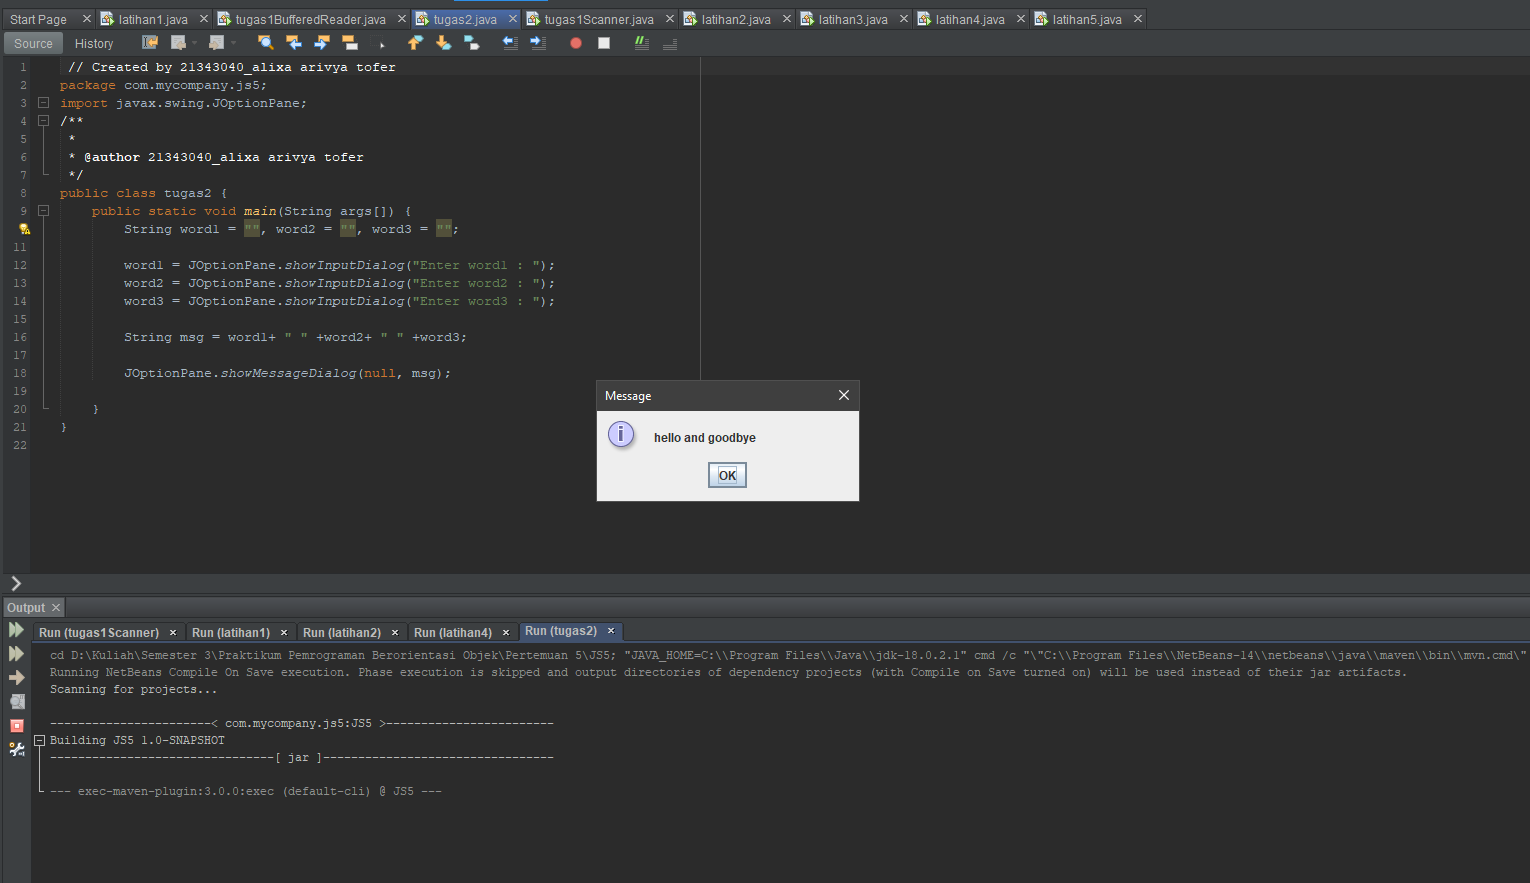 Start Page latihan1.java tugas1BufferedReader.java tugas2.java tugas1Scanner.java latihan2.java latihan3.java latihan4.java latihan5.java
Source History
1 // Created by 21343040_alixa arivya tofer
2 package com.mycompany.js5;
3 import javax.swing.JOptionPane;
4 /**
5 *
6 * @author 21343040_alixa arivya tofer
7 */
8 public class tugas2 {
9 public static void main(String args[]) {
String word1 = "", word2 = "", word3 = "";
11
12 word1 = JOptionPane.showInputDialog("Enter word1 : ");
13 word2 = JOptionPane.showInputDialog("Enter word2 : ");
14 word3 = JOptionPane.showInputDialog("Enter word3 : ");
15
16 String msg = word1+ " " +word2+ " " +word3;
17
18 JOptionPane.showMessageDialog(null, msg);
19
20 }
21 }
22
Message
hello and goodbye
OK
Output
Run (tugas1Scanner) Run (latihan1) Run (latihan2) Run (latihan4) Run (tugas2)
cd D:\Kuliah\Semester 3\Praktikum Pemrograman Berorientasi Objek\Pertemuan 5\JS5; "JAVA_HOME=C:\\Program Files\\Java\\jdk-18.0.2.1" cmd /c "\"C:\\Program Files\\NetBeans-14\\netbeans\\java\\maven\\bin\\mvn.cmd\"
Running NetBeans Compile On Save execution. Phase execution is skipped and output directories of dependency projects (with Compile on Save turned on) will be used instead of their jar artifacts.
Scanning for projects...
-----------------------< com.mycompany.js5:JS5 >------------------------
Building JS5 1.0-SNAPSHOT
--------------------------------[ jar ]---------------------------------
--- exec-maven-plugin:3.0.0:exec (default-cli) @ JS5 ---